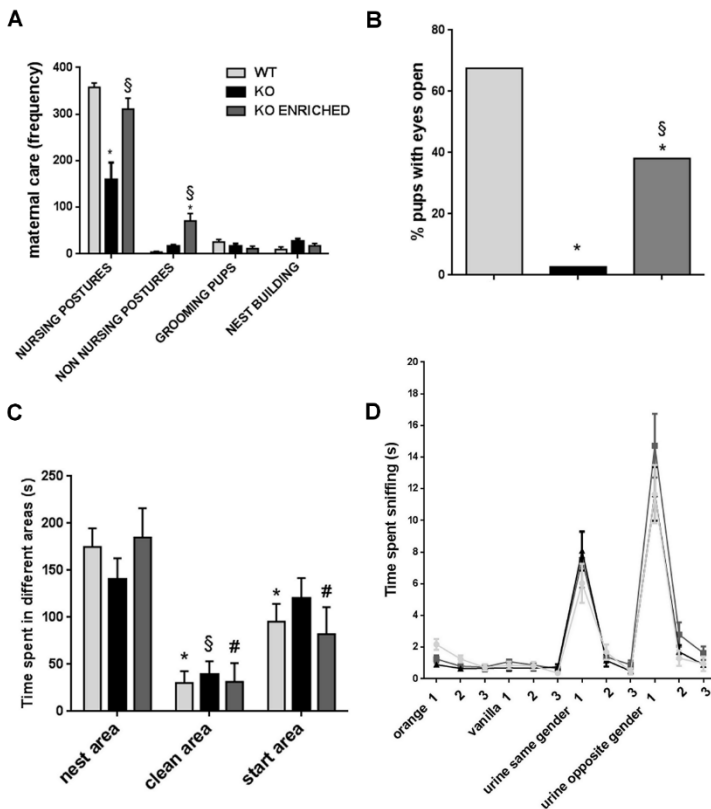 A
maternal care (frequency)
400
300
200
100
0
WT
KO
KO ENRICHED
§
*
§
*
NURSING POSTURES
NON NURSING POSTURES
GROOMING PUPS
NEST BUILDING
B
% pups with eyes open
80
60
40
20
0
*
§
*
C
Time spent in different areas (s)
250
200
150
100
50
0
*
§
#
*
#
nest area
clean area
start area
D
Time spent sniffing (s)
20
18
16
14
12
10
8
6
4
2
0
orange 1
2
3
vanilla 1
2
3
urine same gender 1
2
3
urine opposite gender 1
2
3